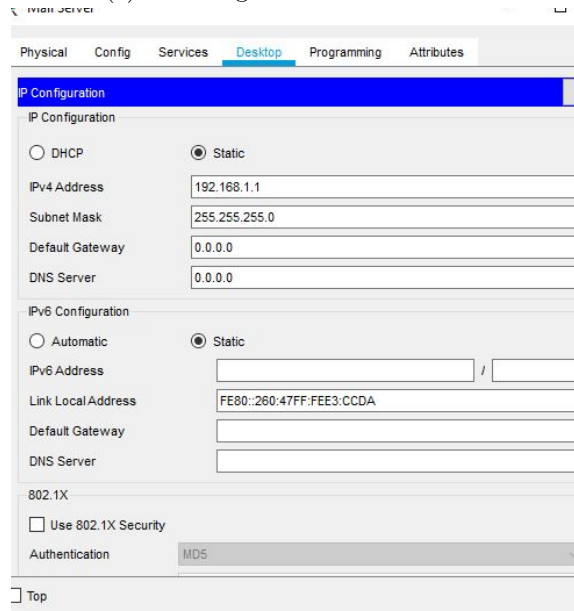 Mail Server
Physical Config Services Desktop Programming Attributes
IP Configuration
IP Configuration
DHCP Static
IPv4 Address 192.168.1.1
Subnet Mask 255.255.255.0
Default Gateway 0.0.0.0
DNS Server 0.0.0.0
IPv6 Configuration
Automatic Static
IPv6 Address /
Link Local Address FE80::260:47FF:FEE3:CCDA
Default Gateway
DNS Server
802.1X
Use 802.1X Security
Authentication MD5
Top